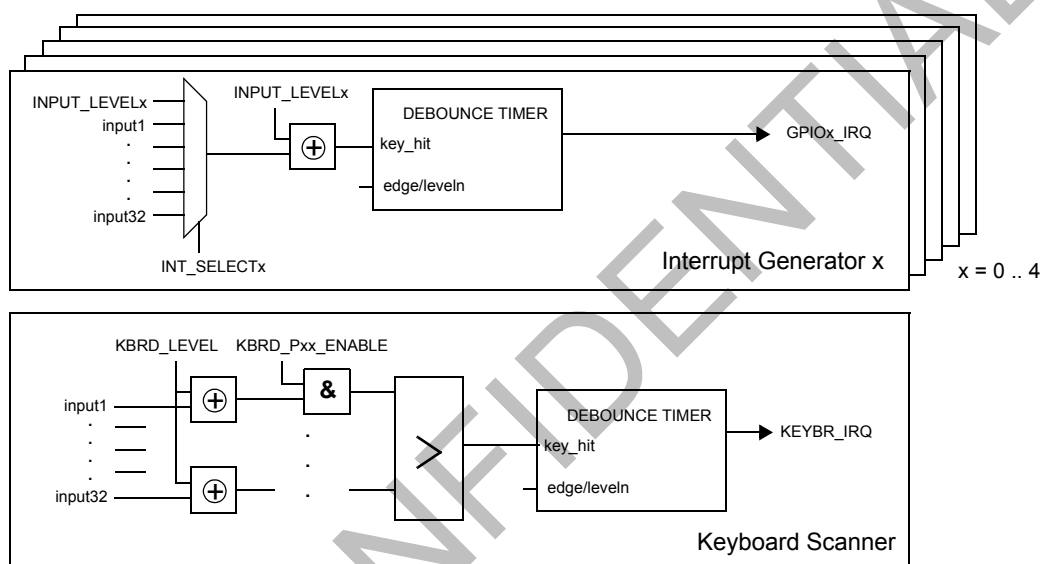 INPUT_LEVELx
input1
.
.
.
input32
INT_SELECTx
INPUT_LEVELx
DEBOUNCE TIMER
key_hit
edge/leveln
GPIOx_IRQ
Interrupt Generator x
x = 0 .. 4
KBRD_LEVEL KBRD_Pxx_ENABLE
&
input1
.
.
.
input32
.
.
.
>
DEBOUNCE TIMER
key_hit
edge/leveln
KEYBR_IRQ
Keyboard Scanner